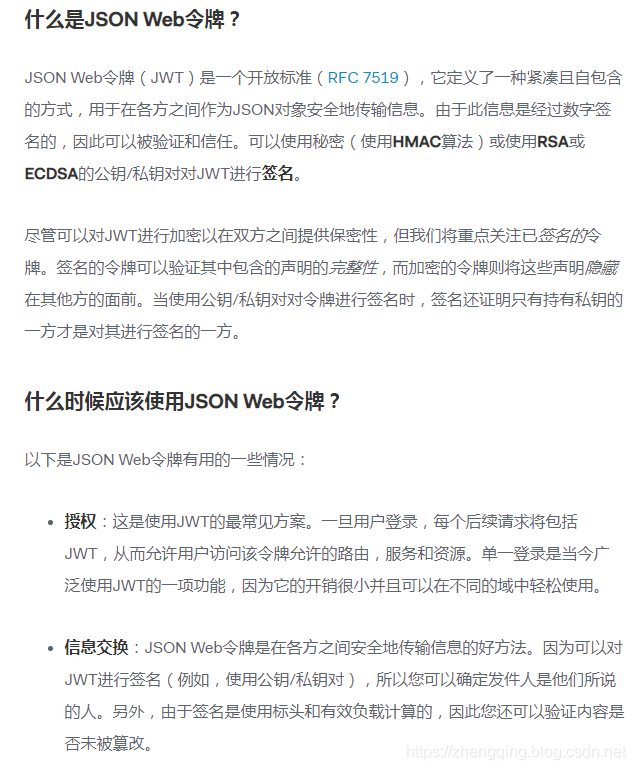 什么是JSON Web令牌？
JSON Web令牌（JWT）是一个开放标准（RFC 7519），它定义了一种紧凑且自包含
的方式，用于在各方之间作为JSON对象安全地传输信息。由于此信息是经过数字签
名的，因此可以被验证和信任。可以使用秘密（使用HMAC算法）或使用RSA或
ECDSA的公钥/私钥对对JWT进行签名。
尽管可以对JWT进行加密以在双方之间提供保密性，但我们将重点关注已签名的令
牌。签名的令牌可以验证其中包含的声明的完整性，而加密的令牌则将这些声明隐藏
在其他方的面前。当使用公钥/私钥对对令牌进行签名时，签名还证明只有持有私钥的
一方才是对其进行签名的一方。
什么时候应该使用JSON Web令牌？
以下是JSON Web令牌有用的一些情况：
• 授权：这是使用JWT的最常见方案。一旦用户登录，每个后续请求将包括
JWT，从而允许用户访问该令牌允许的路由，服务和资源。单一登录是当今广
泛使用JWT的一项功能，因为它的开销很小并且可以在不同的域中轻松使用。
• 信息交换：JSON Web令牌是在各方之间安全地传输信息的好方法。因为可以对
JWT进行签名（例如，使用公钥/私钥对），所以您可以确定发件人是他们所说
的人。另外，由于签名是使用标头和有效负载计算的，因此您还可以验证内容是
否未被篡改。
https://zhengqing.blog.csdn.net